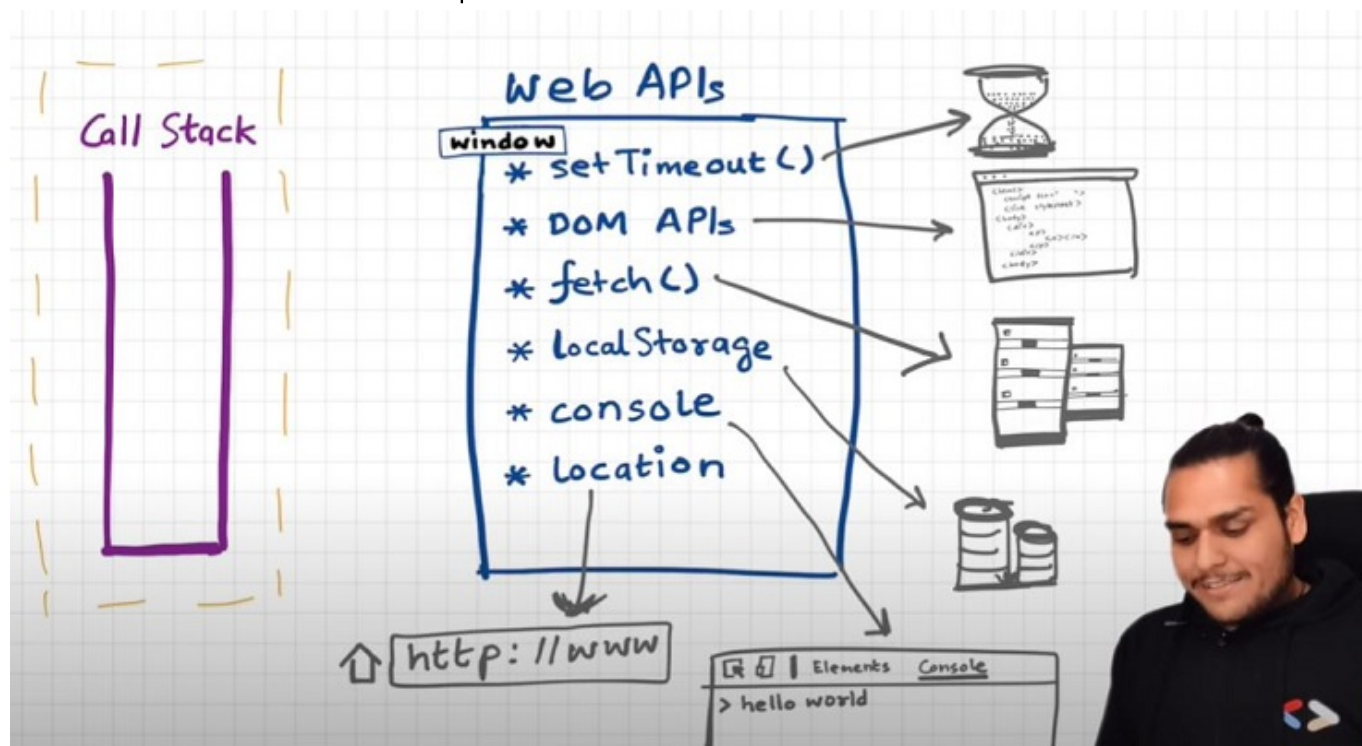 Call Stack
Web APIs
window
* setTimeout()
* DOM APIs
* fetch()
* localStorage
* console
* location
http://www
Elements Console
> hello world